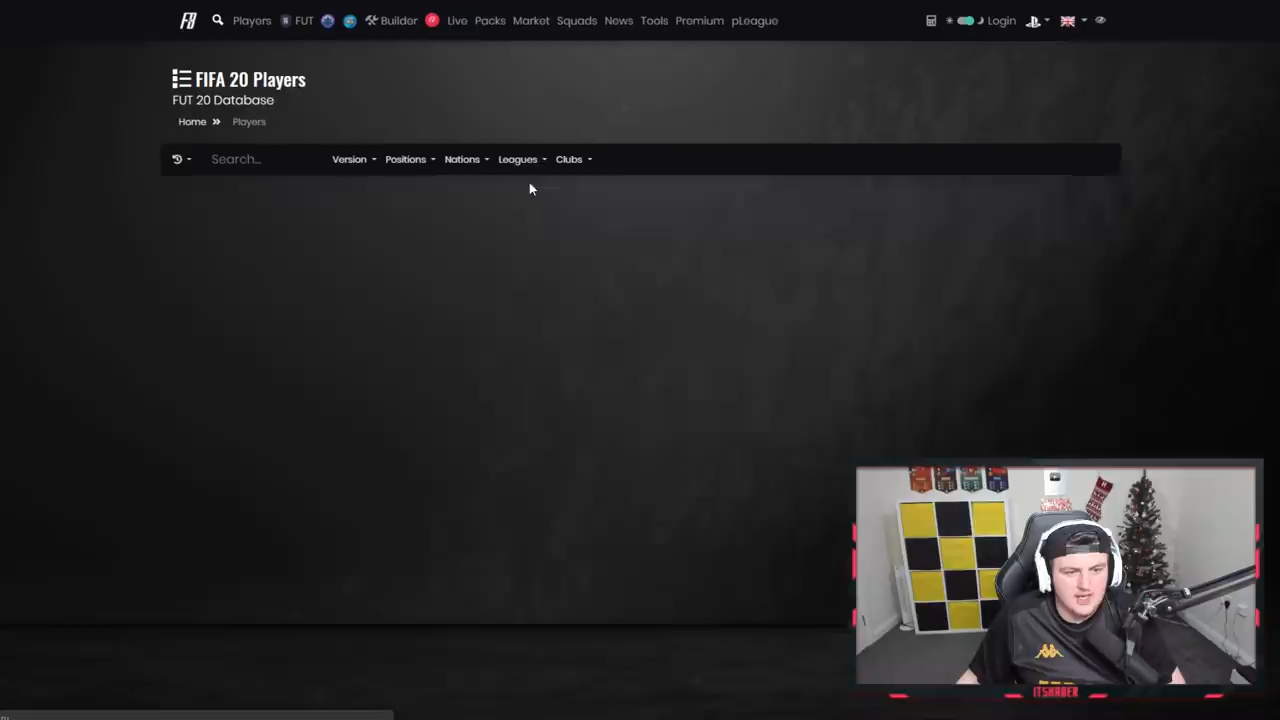 Players FUT Builder Live Packs Market Squads News Tools Premium pLeague Login
FIFA 20 Players
FUT 20 Database
Home » Players
Search... Version Positions Nations Leagues Clubs
ITSHABER